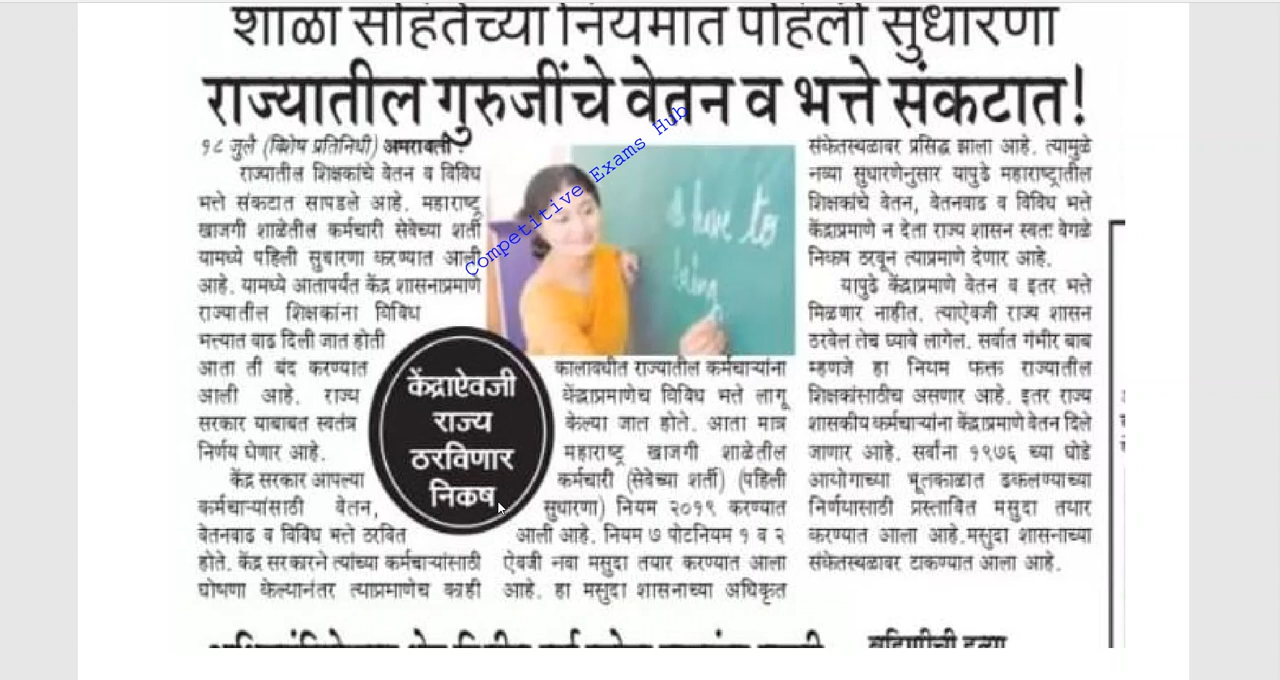 शाळा संहितेच्या नियमात पहिली सुधारणा
राज्यातील गुरुजींचे वेतन व भत्ते संकटात!
१८ जुलै (विशेष प्रतिनिधी) अमरावती :
राज्यातील शिक्षकांचे वेतन व विविध
भत्ते संकटात सापडले आहे. महाराष्ट्र
खाजगी शाळेतील कर्मचारी सेवेच्या शर्ती
यामध्ये पहिली सुधारणा करण्यात आली
आहे. यामध्ये आतापर्यंत केंद्र शासनाप्रमाणे
राज्यातील शिक्षकांना विविध
भत्त्यात वाढ दिली जात होती
आता ती बंद करण्यात
आली आहे. राज्य
सरकार याबाबत स्वतंत्र
निर्णय घेणार आहे.
केंद्र सरकार आपल्या
कर्मचाऱ्यांसाठी वेतन,
वेतनवाढ व विविध भत्ते ठरवित
होते. केंद्र सरकारने त्यांच्या कर्मचाऱ्यांसाठी
घोषणा केल्यानंतर त्याप्रमाणेच काही
Competitive Exams Hub
I have to
being
केंद्राऐवजी
राज्य
ठरविणार
निकष
कालावधीत राज्यातील कर्मचाऱ्यांना
केंद्राप्रमाणेच विविध भत्ते लागू
केल्या जात होते. आता मात्र
महाराष्ट्र खाजगी शाळेतील
कर्मचारी (सेवेच्या शर्ती) (पहिली
सुधारणा) नियम २०१९ करण्यात
आली आहे. नियम ७ पोटनियम १ व २
ऐवजी नवा मसुदा तयार करण्यात आला
आहे. हा मसुदा शासनाच्या अधिकृत
संकेतस्थळावर प्रसिद्ध झाला आहे. त्यामुळे
नव्या सुधारणेनुसार यापुढे महाराष्ट्रातील
शिक्षकांचे वेतन, वेतनवाढ व विविध भत्ते
केंद्राप्रमाणे न देता राज्य शासन स्वतः वेगळे
निकष ठरवून त्याप्रमाणे देणार आहे.
यापुढे केंद्राप्रमाणे वेतन व इतर भत्ते
मिळणार नाहीत. त्याऐवजी राज्य शासन
ठरवेल तेच घ्यावे लागेल. सर्वात गंभीर बाब
म्हणजे हा नियम फक्त राज्यातील
शिक्षकांसाठीच असणार आहे. इतर राज्य
शासकीय कर्मचाऱ्यांना केंद्राप्रमाणे वेतन दिले
जाणार आहे. सर्वांना १९७६ च्या घोडे
आयोगाच्या भूतकाळात ढकलण्याच्या
निर्णयासाठी प्रस्तावित मसुदा तयार
करण्यात आला आहे.मसुदा शासनाच्या
संकेतस्थळावर टाकण्यात आला आहे.